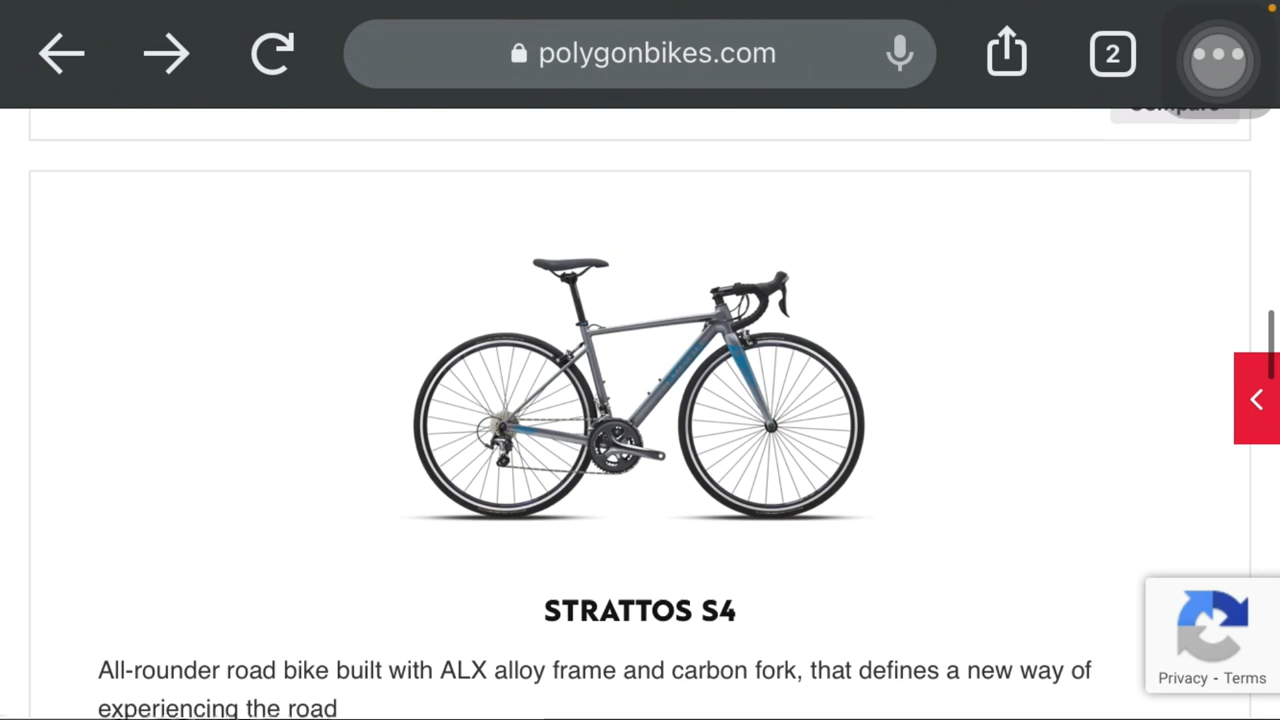 polygonbikes.com
2
Compare
STRATTOS S4
All-rounder road bike built with ALX alloy frame and carbon fork, that defines a new way of
experiencing the road
Privacy - Terms